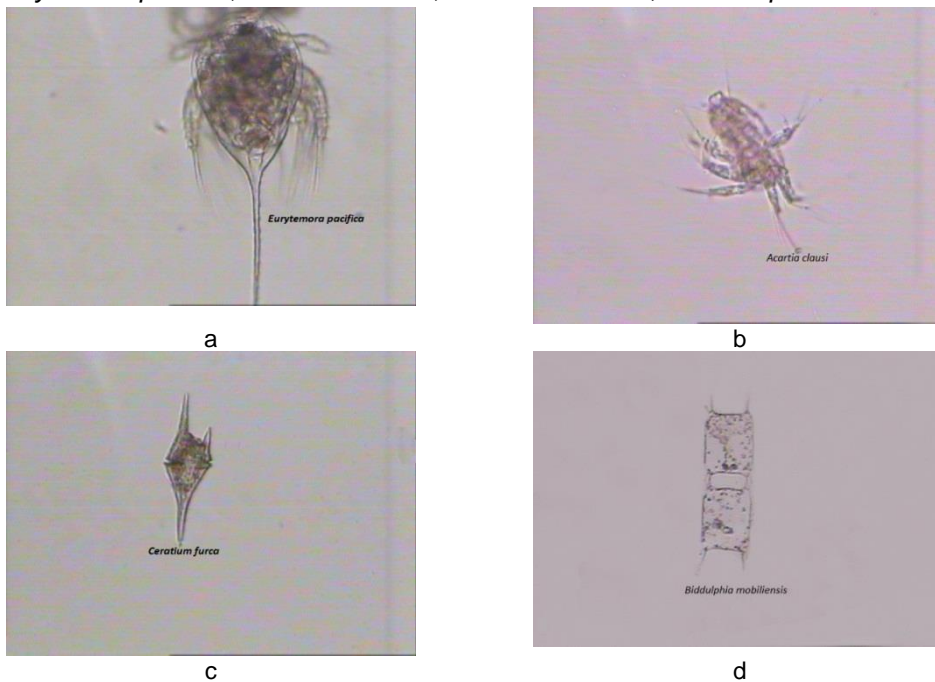 Eurytemora pacifica
Acartia clausi
a
b
Ceratium furca
Biddulphia mobiliensis
c
d